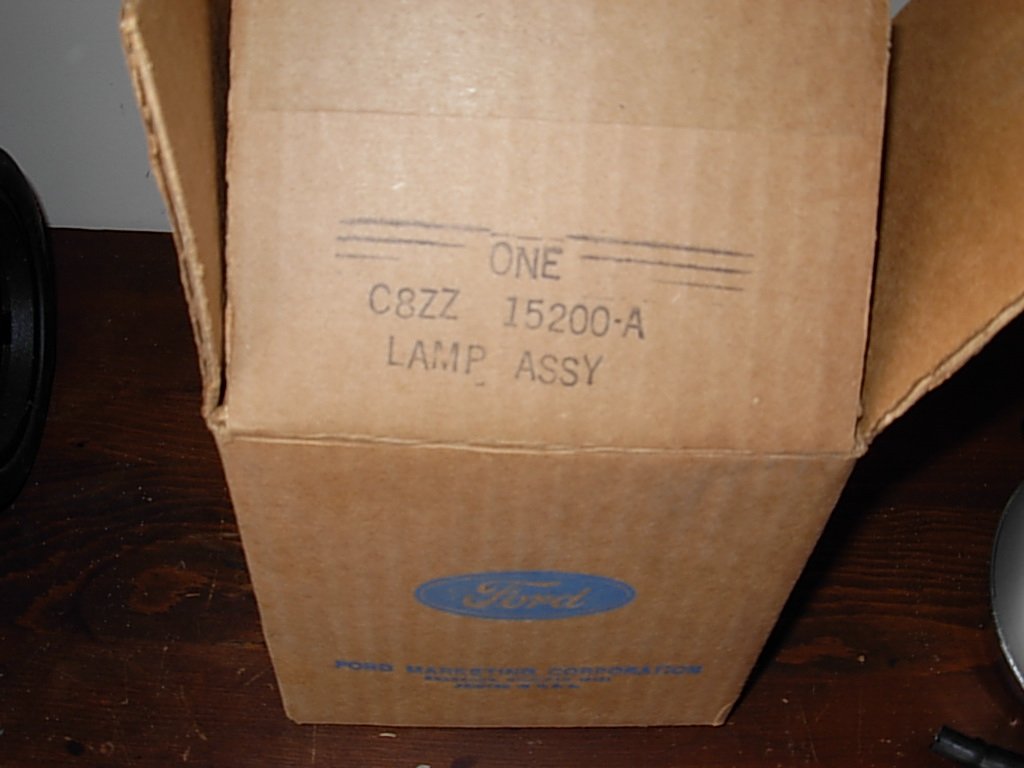 ONE
C8ZZ 15200-A
LAMP ASSY
Ford
FORD MARKETING CORPORATION